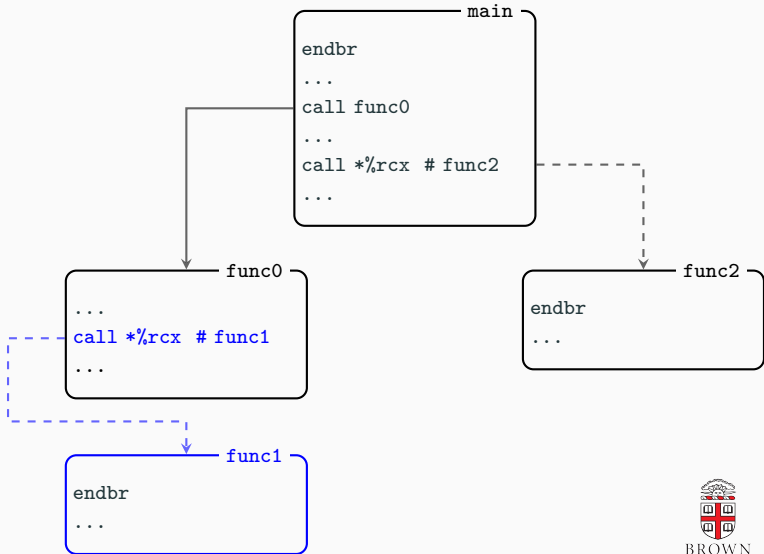 main
endbr
...
call func0
...
call *%rcx # func2
...
func0
...
call *%rcx # func1
...
func2
endbr
...
func1
endbr
...
BROWN